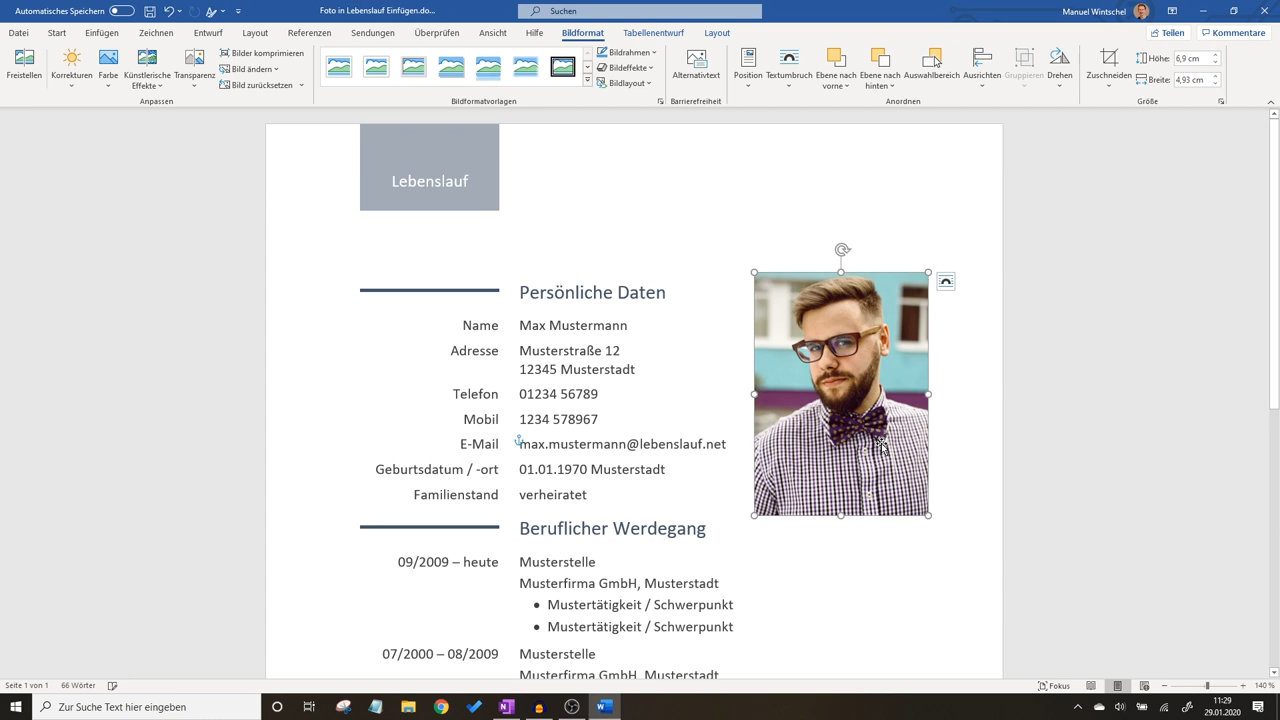 Automatisches Speichern
Foto in Lebenslauf Einfügen.do...
Suchen
Manuel Wintschel
Datei Start Einfügen Zeichnen Entwurf Layout Referenzen Sendungen Überprüfen Ansicht Hilfe Bildformat Tabellenentwurf Layout
Teilen Kommentare
Freistellen Korrekturen Farbe Künstlerische Effekte Transparenz
Bilder komprimieren
Bild ändern
Bild zurücksetzen
Anpassen
Bildformatvorlagen
Bildrahmen
Bildeffekte
Bildlayout
Alternativtext
Barrierefreiheit
Position Textumbruch Ebene nach vorne Ebene nach hinten Auswahlbereich Ausrichten Gruppieren Drehen
Anordnen
Zuschneiden
Höhe: 6,9 cm
Breite: 4,93 cm
Größe
Lebenslauf
Persönliche Daten
Name Max Mustermann
Adresse Musterstraße 12
12345 Musterstadt
Telefon 01234 56789
Mobil 1234 578967
E-Mail max.mustermann@lebenslauf.net
Geburtsdatum / -ort 01.01.1970 Musterstadt
Familienstand verheiratet
Beruflicher Werdegang
09/2009 – heute Musterstelle
Musterfirma GmbH, Musterstadt
● Mustertätigkeit / Schwerpunkt
● Mustertätigkeit / Schwerpunkt
07/2000 – 08/2009 Musterstelle
Musterfirma GmbH, Musterstadt
Seite 1 von 1 66 Wörter
Fokus
140 %
Zur Suche Text hier eingeben
11:29
29.01.2020